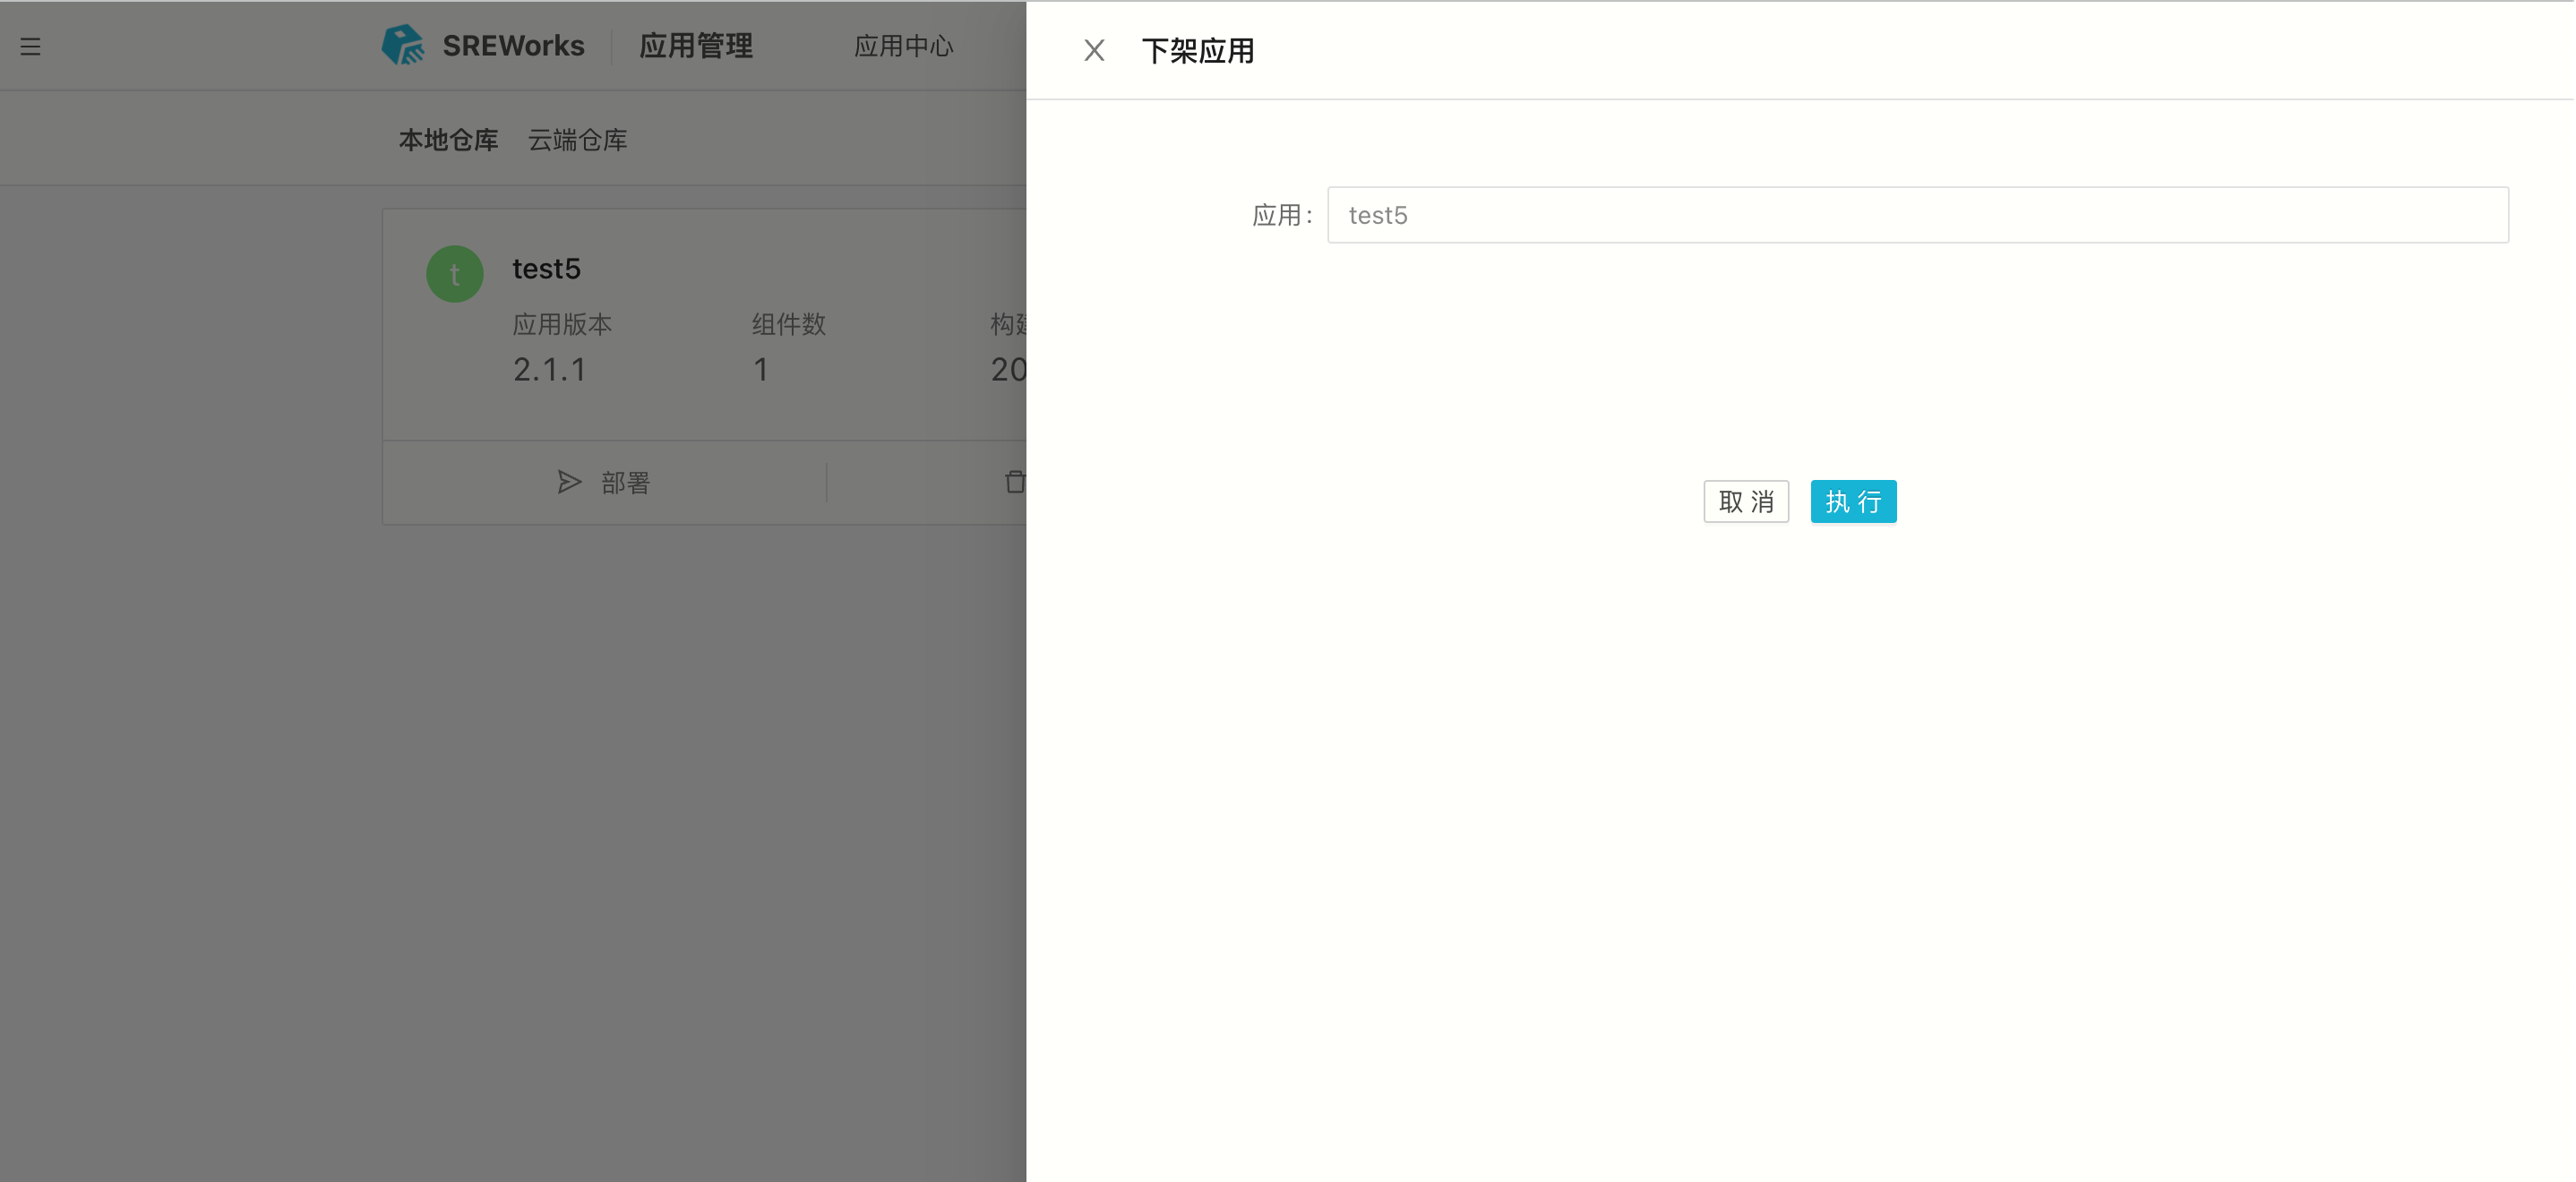 SREWorks 应用管理 应用中心
本地仓库 云端仓库
t test5
应用版本 组件数 构
2.1.1 1 20
部署
下架应用
应用: test5
取 消 执 行